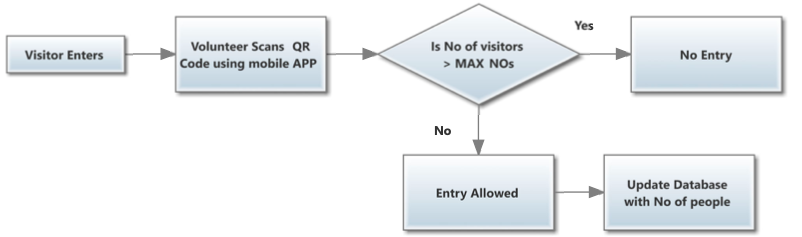 Visitor Enters
Volunteer Scans QR
Code using mobile APP
Is No of visitors
> MAX NOs
Yes
No Entry
No
Entry Allowed
Update Database
with No of people